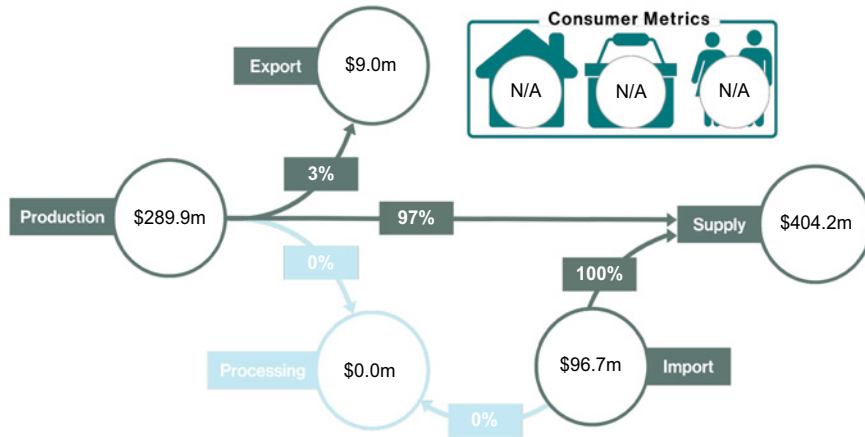 Consumer Metrics
Export
$9.0m
N/A
N/A
N/A
3%
Production
$289.9m
97%
Supply
$404.2m
0%
100%
Processing
$0.0m
$96.7m
Import
0%